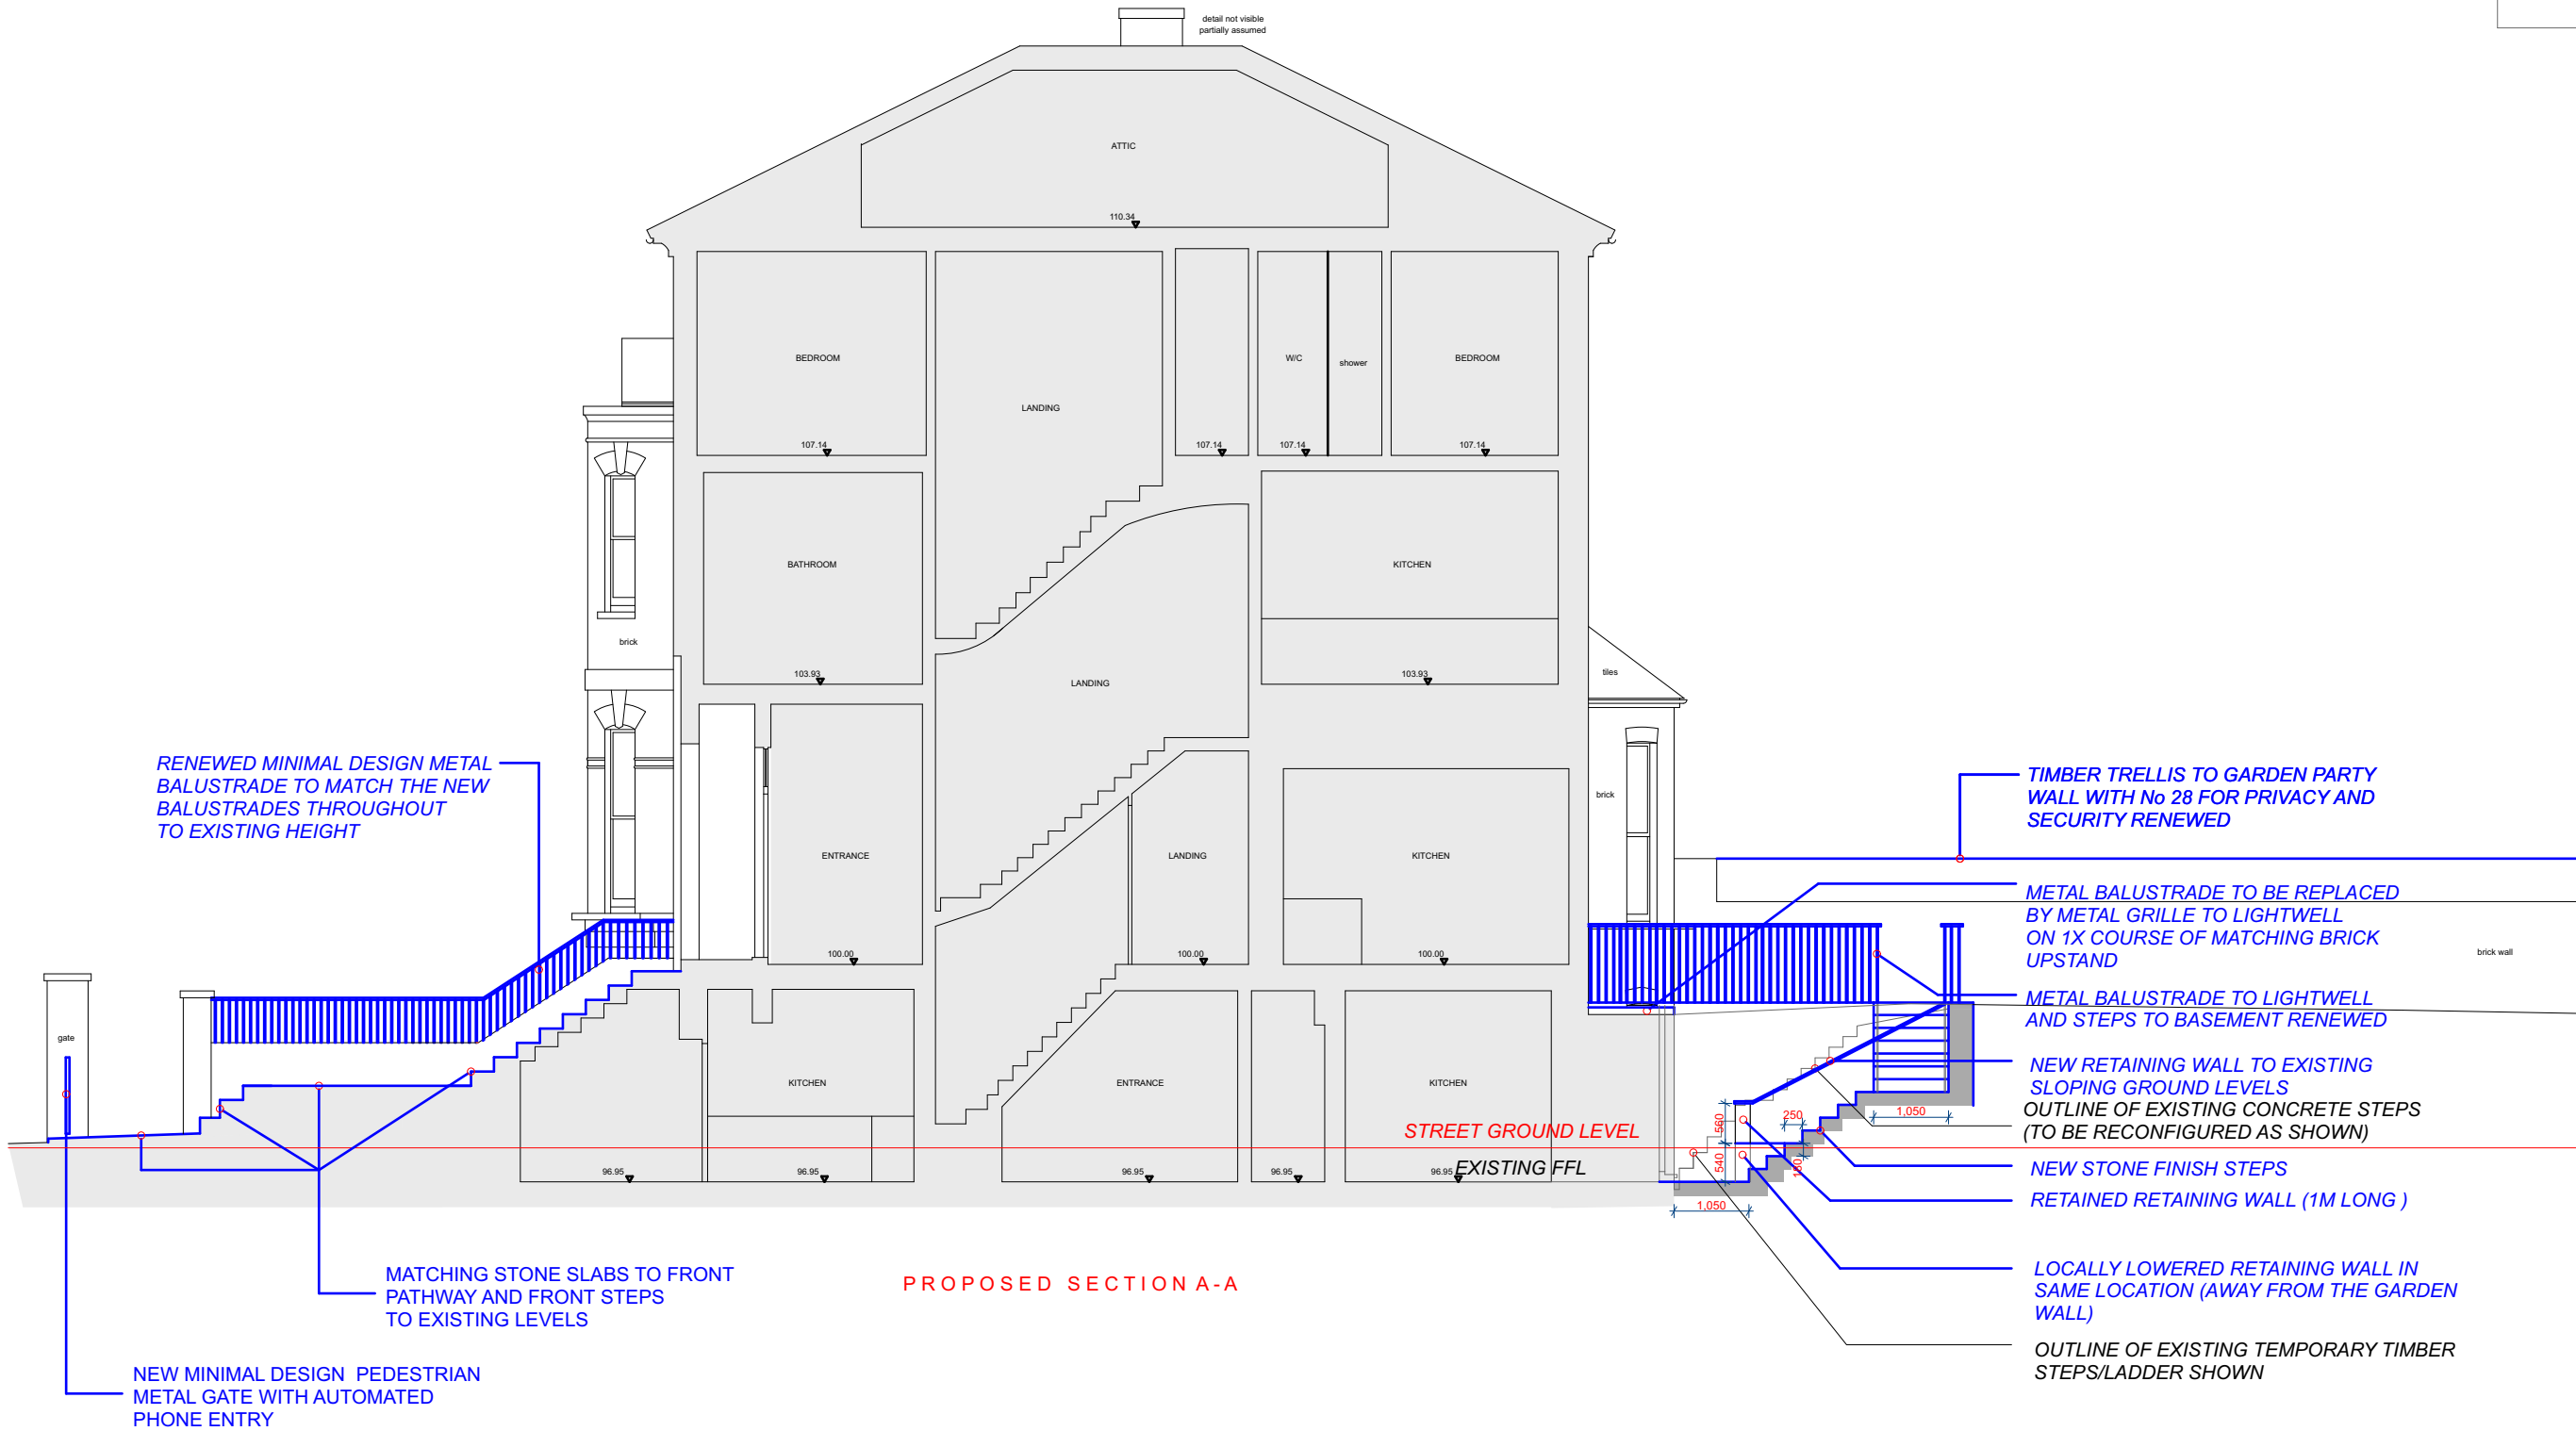 detail not visible
partially assumed
ATTIC
110.34
BEDROOM
LANDING
W/C
shower
BEDROOM
107.14
107.14
107.14
107.14
BATHROOM
KITCHEN
brick
103.93
LANDING
103.93
tiles
RENEWED MINIMAL DESIGN METAL
BALUSTRADE TO MATCH THE NEW
BALUSTRADES THROUGHOUT
TO EXISTING HEIGHT
ENTRANCE
LANDING
KITCHEN
brick
100.00
100.00
100.00
TIMBER TRELLIS TO GARDEN PARTY
WALL WITH No 28 FOR PRIVACY AND
SECURITY RENEWED
METAL BALUSTRADE TO BE REPLACED
BY METAL GRILLE TO LIGHTWELL
ON 1X COURSE OF MATCHING BRICK
UPSTAND
brick wall
METAL BALUSTRADE TO LIGHTWELL
AND STEPS TO BASEMENT RENEWED
gate
KITCHEN
ENTRANCE
KITCHEN
NEW RETAINING WALL TO EXISTING
SLOPING GROUND LEVELS
OUTLINE OF EXISTING CONCRETE STEPS
(TO BE RECONFIGURED AS SHOWN)
STREET GROUND LEVEL
560
250
1,050
540
180
96.95
96.95
96.95
96.95
96.95
EXISTING FFL
NEW STONE FINISH STEPS
RETAINED RETAINING WALL (1M LONG )
1,050
LOCALLY LOWERED RETAINING WALL IN
SAME LOCATION (AWAY FROM THE GARDEN
WALL)
OUTLINE OF EXISTING TEMPORARY TIMBER
STEPS/LADDER SHOWN
MATCHING STONE SLABS TO FRONT
PATHWAY AND FRONT STEPS
TO EXISTING LEVELS
PROPOSED SECTION A-A
NEW MINIMAL DESIGN  PEDESTRIAN
METAL GATE WITH AUTOMATED
PHONE ENTRY